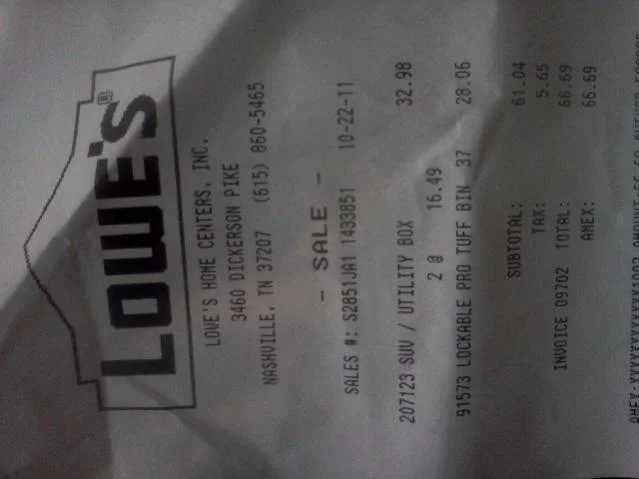 LOWE'S®
LOWE'S HOME CENTERS, INC.
3460 DICKERSON PIKE
NASHVILLE, TN 37207 (615) 860-5465
- SALE -
SALES #: S2851JA1 1433851 10-22-11
207123 SUV / UTILITY BOX 32.98
2 @ 16.49
91573 LOCKABLE PRO TUFF BIN 37 28.06
SUBTOTAL: 61.04
TAX: 5.65
INVOICE 09702 TOTAL: 66.69
AMEX: 66.69